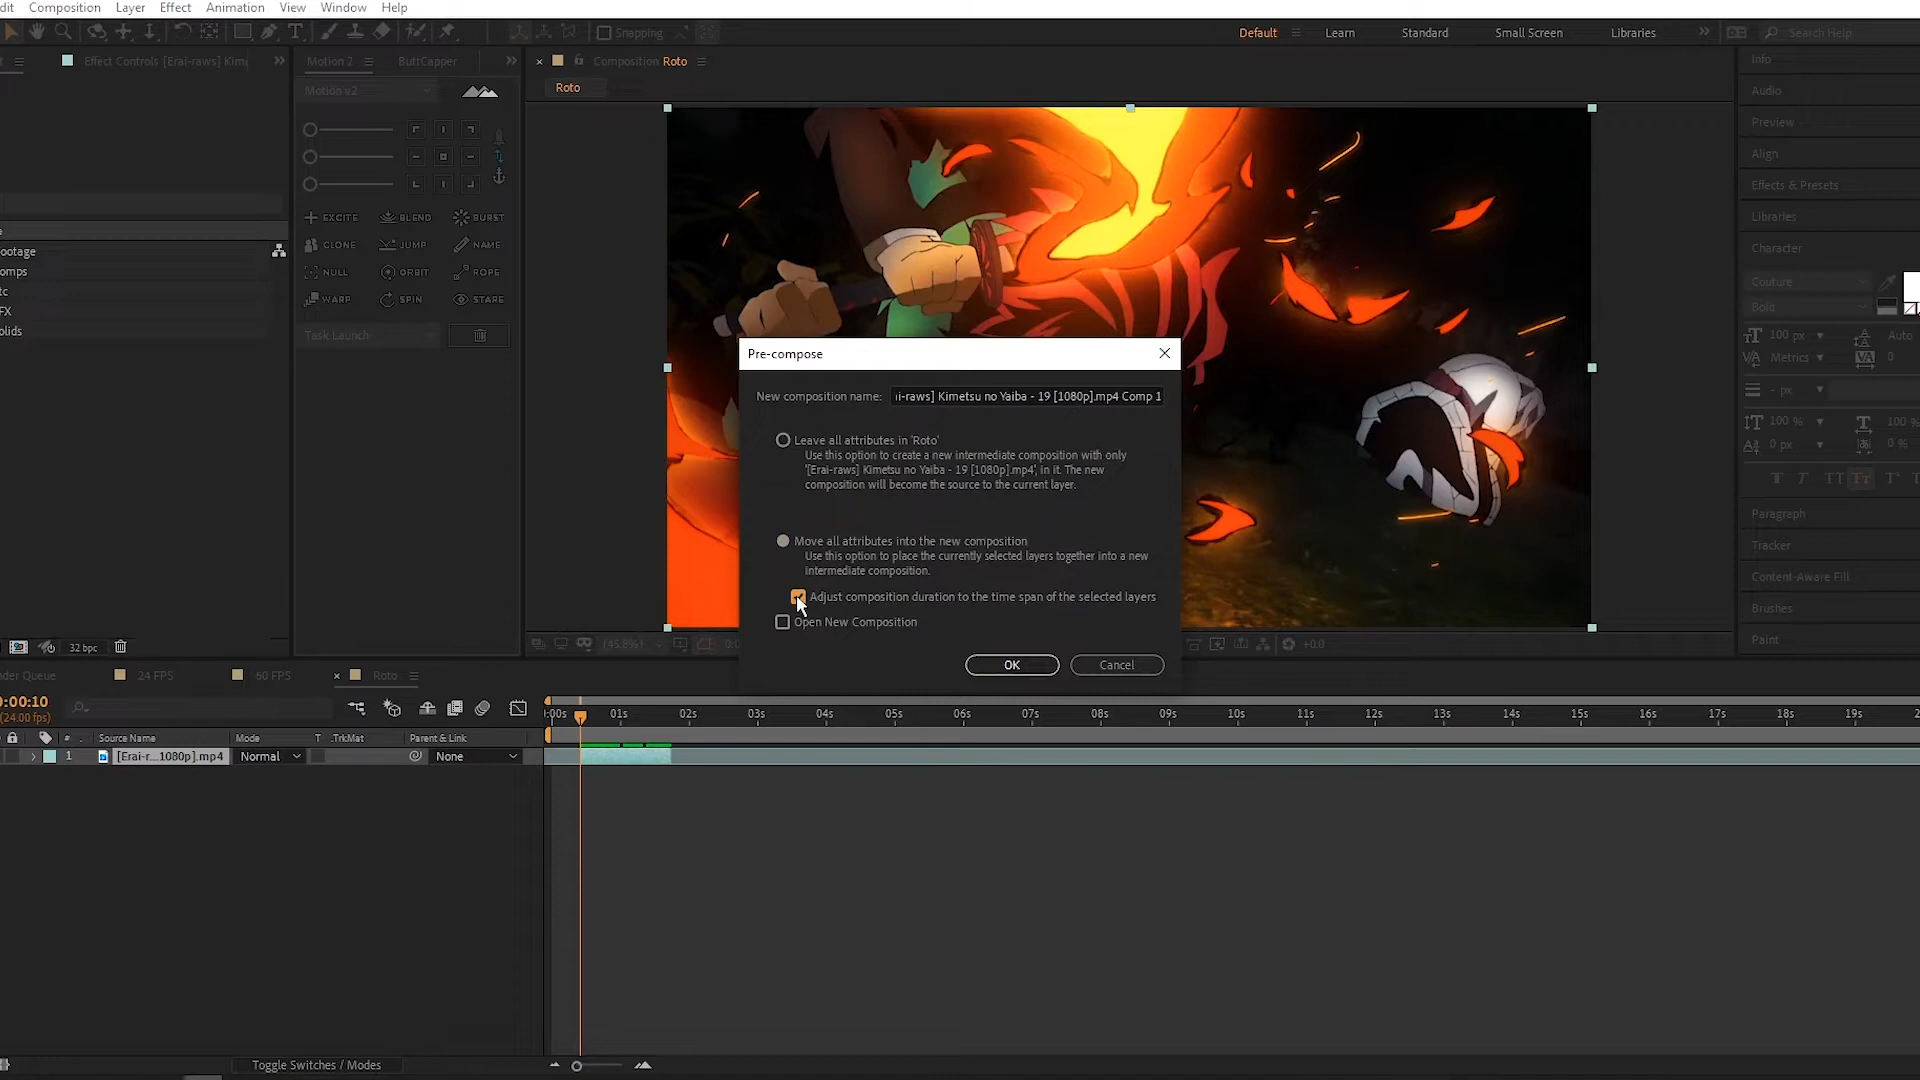 dit Composition Layer Effect Animation View Window Help
Snapping
Default Learn Standard Small Screen Libraries Search Help
Effect Controls [Erai-raws] Kim
Motion 2 ButtCapper
Composition Roto
Info
Motion v2
Roto
Audio
Preview
Align
Effects & Presets
EXCITE BLEND BURST
Libraries
CLONE JUMP NAME
Character
ootage
NULL ORBIT ROPE
omps
Couture
tc
WARP SPIN STARE
FX
Bold
olids
Task Launch
100 px Auto
Metrics 0
- px
100 % 100 %
0 px 0 %
Pre-compose
New composition name: i-raws] Kimetsu no Yaiba - 19 [1080p].mp4 Comp 1
Leave all attributes in 'Roto'
Use this option to create a new intermediate composition with only
'[Erai-raws] Kimetsu no Yaiba - 19 [1080p].mp4', in it. The new
composition will become the source to the current layer.
Move all attributes into the new composition
Use this option to place the currently selected layers together into a new
intermediate composition.
Adjust composition duration to the time span of the selected layers
Open New Composition
OK Cancel
Paragraph
Tracker
Content-Aware Fill
Brushes
Paint
32 bpc
(45.8%)
0:0
+0.0
der Queue 24 FPS 60 FPS Roto
0:00:10
(24.00 fps)
:00s 01s 02s 03s 04s 05s 06s 07s 08s 09s 10s 11s 12s 13s 14s 15s 16s 17s 18s 19s 2
# Source Name Mode T .TrkMat Parent & Link
1 [Erai-r...1080p].mp4 Normal None
Toggle Switches / Modes